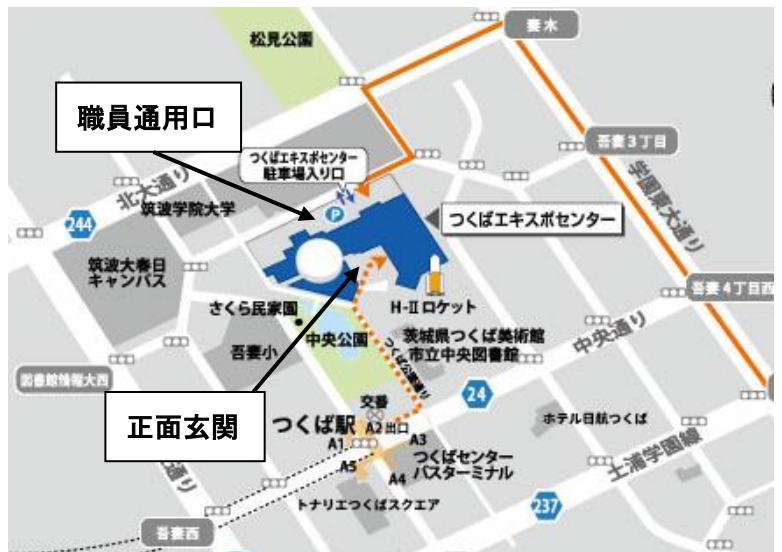 妻木
松見公園
職員通用口
吾妻3丁目
つくばエキスポセンター
駐車場入り口
北大通り
学園東大通り
P
筑波学院大学
244
つくばエキスポセンター
筑波大春日
キャンパス
吾妻4丁目西
H-Ⅱロケット
さくら民家園
中央公園
茨城県つくば美術館
市立中央図書館
中央通り
つくば公園通り
吾妻小
図書館情報大西
24
交番
正面玄関
つくば駅
A2出口
ホテル日航つくば
A1
A3
つくばセンター
バスターミナル
土浦学園線
A5
A4
トナリエつくばスクエア
237
吾妻西